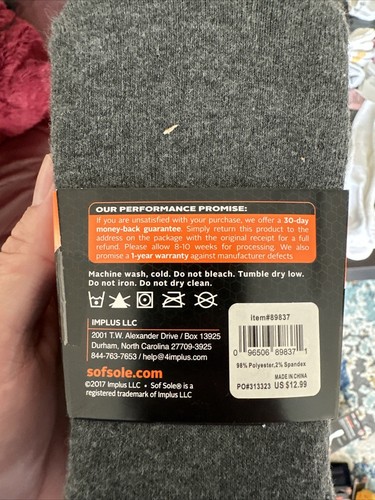 OUR PERFORMANCE PROMISE:
If you are unsatisfied with your purchase, we offer a 30-day
money-back guarantee. Simply return this product to the
address on the package with the original receipt for a full
refund. Please allow 8-10 weeks for processing. We also
promise a 1-year warranty against manufacturer defects
Machine wash, cold. Do not bleach. Tumble dry low.
Do not iron. Do not dry clean.
IMPLUS LLC
2001 T.W. Alexander Drive / Box 13925
Durham, North Carolina 27709-3925
844-763-7653 / help@4implus.com
sofsole.com
©2017 Implus LLC • Sof Sole® is a
registered trademark of Implus LLC
item#89837
0 96506 89837 1
98% Polyester,2% Spandex
MADE IN CHINA
PO#313323 US $12.99